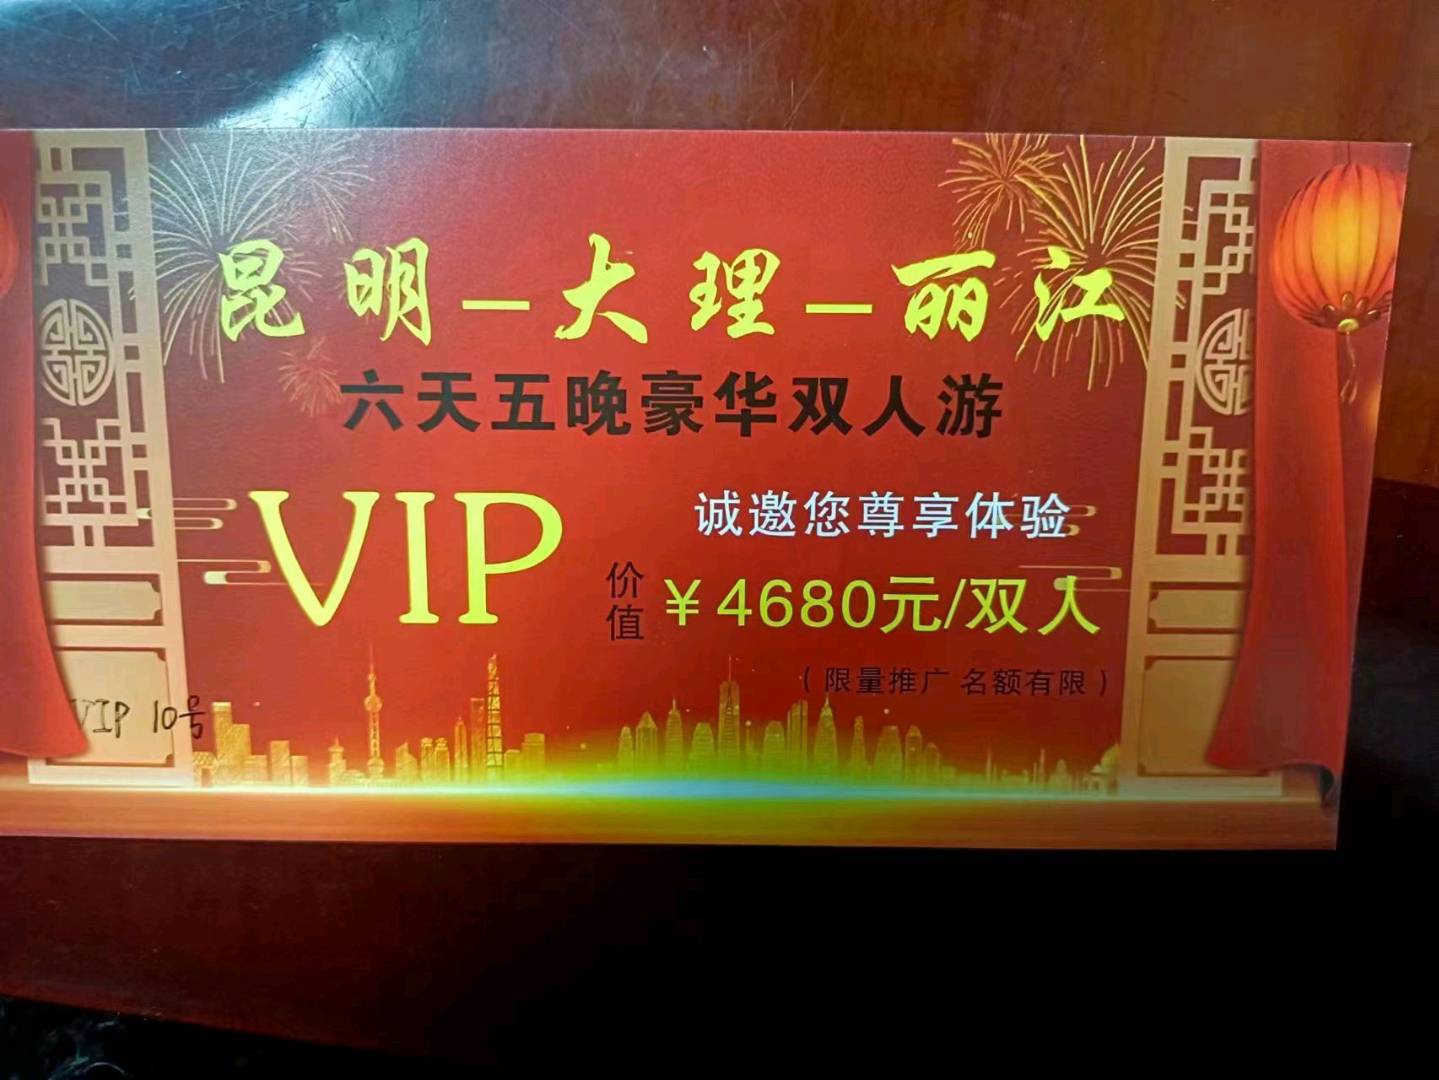 昆明—大理—丽江
六天五晚豪华双人游
VIP
诚邀您尊享体验
价值
¥4680元/双人
（限量推广 名额有限）
VIP 10号